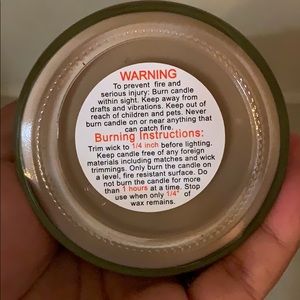 WARNING
To prevent fire and
serious injury: Burn candle
within sight. Keep away from
drafts and vibrations. Keep out of
reach of children and pets. Never
burn candle on or near anything that
can catch fire.
Burning Instructions:
Trim wick to 1/4 inch before lighting.
Keep candle free of any foreign
materials including matches and wick
trimmings. Only burn the candle on
a level, fire resistant surface. Do
not burn the candle for more
than 1 hours at a time. Stop
use when only 1/4" of
wax remains.